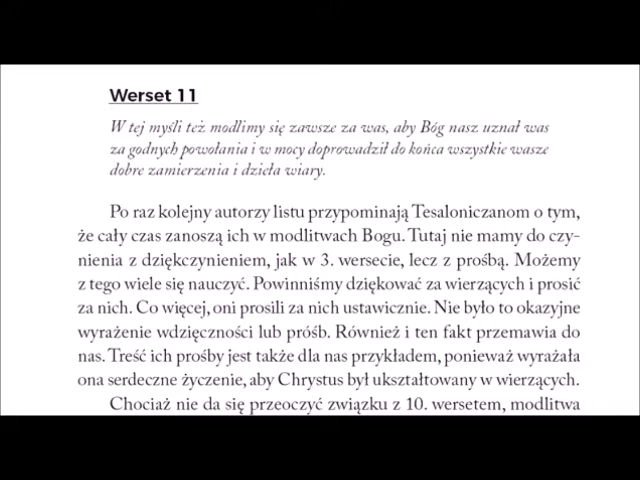 Werset 11
W tej myśli też modlimy się zawsze za was, aby Bóg nasz uznał was
za godnych powołania i w mocy doprowadził do końca wszystkie wasze
dobre zamierzenia i dzieła wiary.
Po raz kolejny autorzy listu przypominają Tesaloniczanom o tym,
że cały czas zanoszą ich w modlitwach Bogu. Tutaj nie mamy do czy-
nienia z dziękczynieniem, jak w 3. wersecie, lecz z prośbą. Możemy
z tego wiele się nauczyć. Powinniśmy dziękować za wierzących i prosić
za nich. Co więcej, oni prosili za nich ustawicznie. Nie było to okazyjne
wyrażenie wdzięczności lub próśb. Również i ten fakt przemawia do
nas. Treść ich prośby jest także dla nas przykładem, ponieważ wyrażała
ona serdeczne życzenie, aby Chrystus był ukształtowany w wierzących.
Chociaż nie da się przeoczyć związku z 10. wersetem, modlitwa